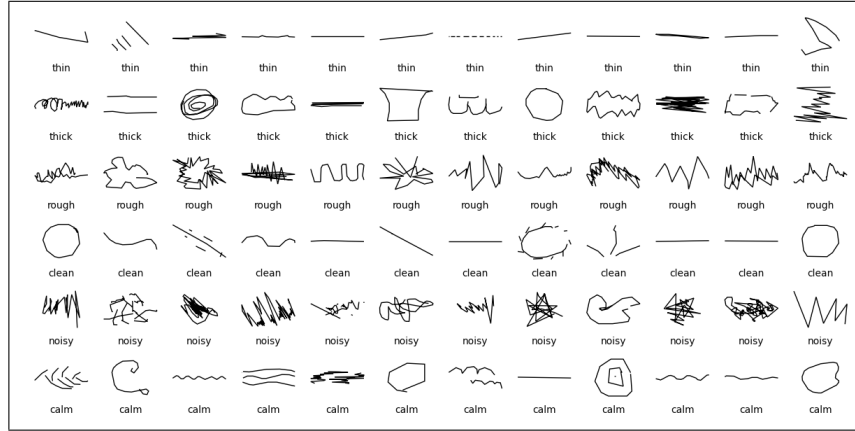 thin thin thin thin thin thin thin thin thin thin thin thin
thick thick thick thick thick thick thick thick thick thick thick thick
rough rough rough rough rough rough rough rough rough rough rough rough
clean clean clean clean clean clean clean clean clean clean clean clean
noisy noisy noisy noisy noisy noisy noisy noisy noisy noisy noisy noisy
calm calm calm calm calm calm calm calm calm calm calm calm